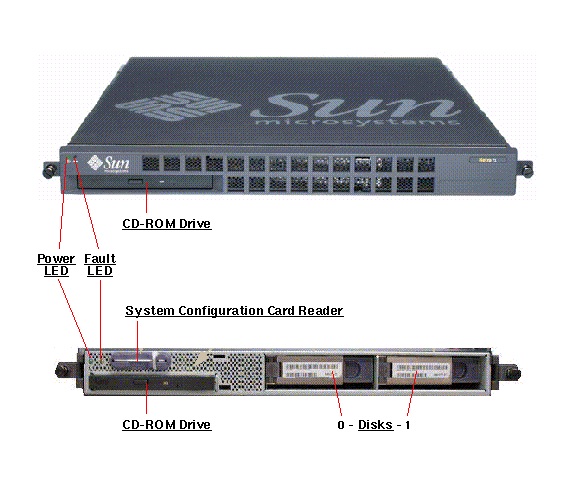 Sun
microsystems
Sun
microsystems
CD-ROM Drive
Power
LED
Fault
LED
System Configuration Card Reader
CD-ROM Drive
0 - Disks - 1